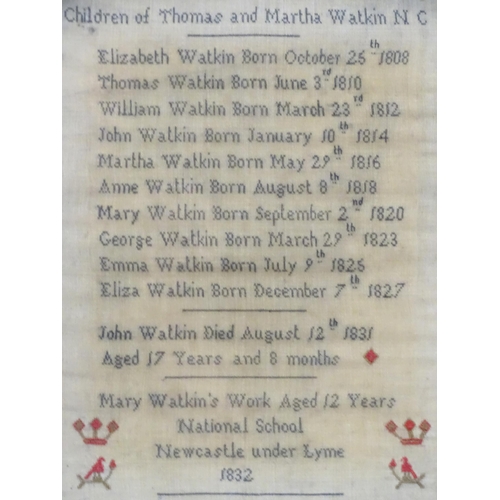 Children of Thomas and Martha Watkin N C
Elizabeth Watkin Born October 25th 1808
Thomas Watkin Born June 3rd 1810
William Watkin Born March 23rd 1812
John Watkin Born January 10th 1814
Martha Watkin Born May 29th 1816
Anne Watkin Born August 8th 1818
Mary Watkin Born September 2nd 1820
George Watkin Born March 29th 1823
Emma Watkin Born July 9th 1825
Eliza Watkin Born December 7th 1827
John Watkin Died August 12th 1831
Aged 17 Years and 8 months
Mary Watkin's Work Aged 12 Years
National School
Newcastle under Lyme
1832